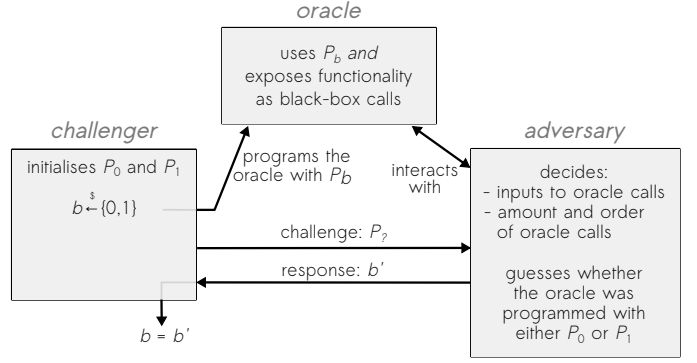 oracle
uses P_b and
exposes functionality
as black-box calls
challenger
initialises P_0 and P_1
b $← {0,1}
programs the
oracle with P_b
interacts
with
adversary
decides:
- inputs to oracle calls
- amount and order
of oracle calls
guesses whether
the oracle was
programmed with
either P_0 or P_1
challenge: P_?
response: b'
b = b'